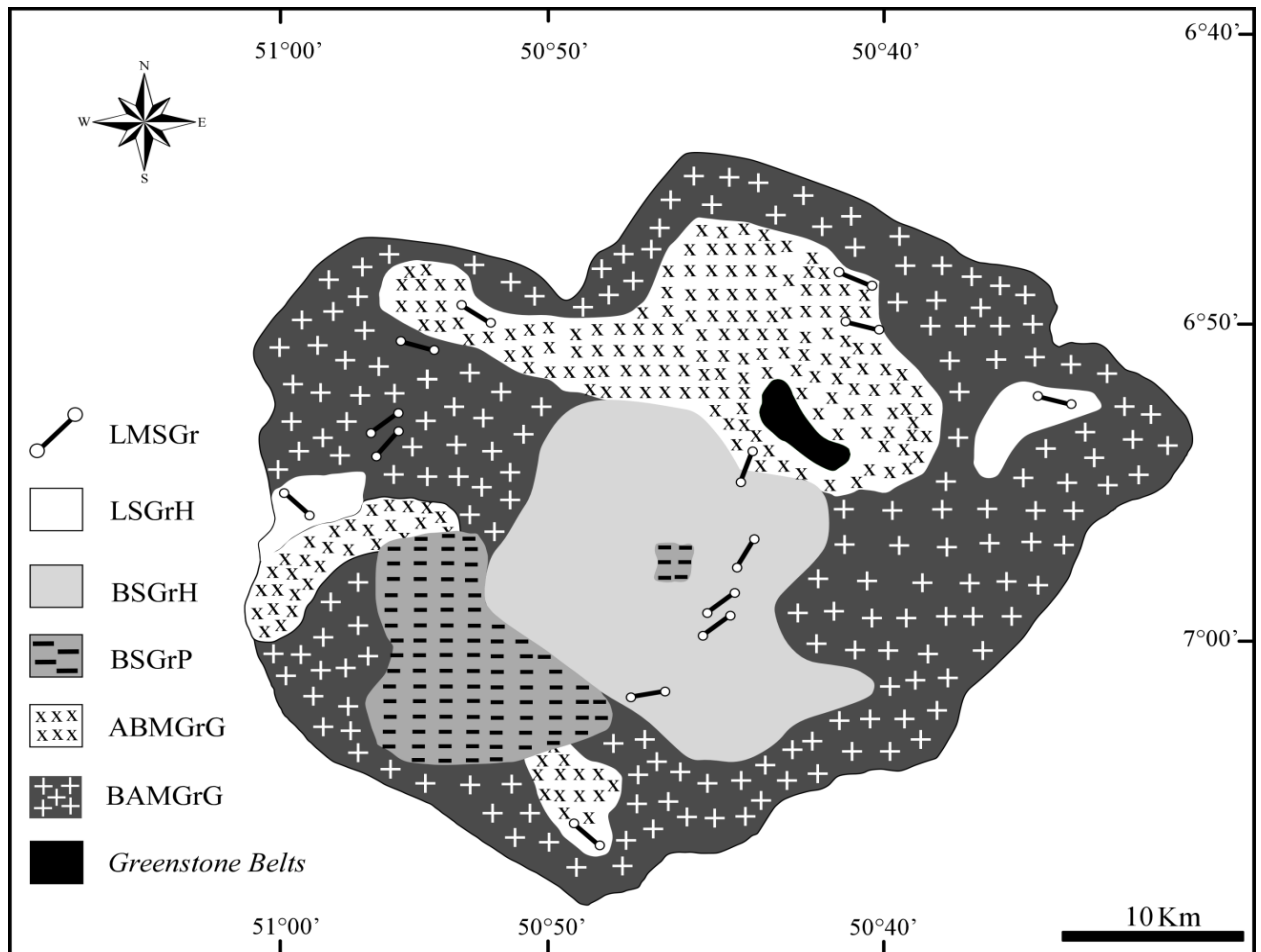 51°00’ 50°50’ 50°40’ 6°40’
N
W E
S
6°50’
LMSGr
LSGrH
BSGrH
BSGrP
7°00’
ABMGrG
BAMGrG
Greenstone Belts
51°00’ 50°50’ 50°40’
10 Km